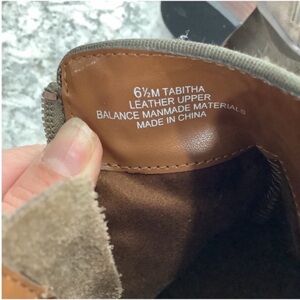 6½M TABITHA
LEATHER UPPER
BALANCE MANMADE MATERIALS
MADE IN CHINA